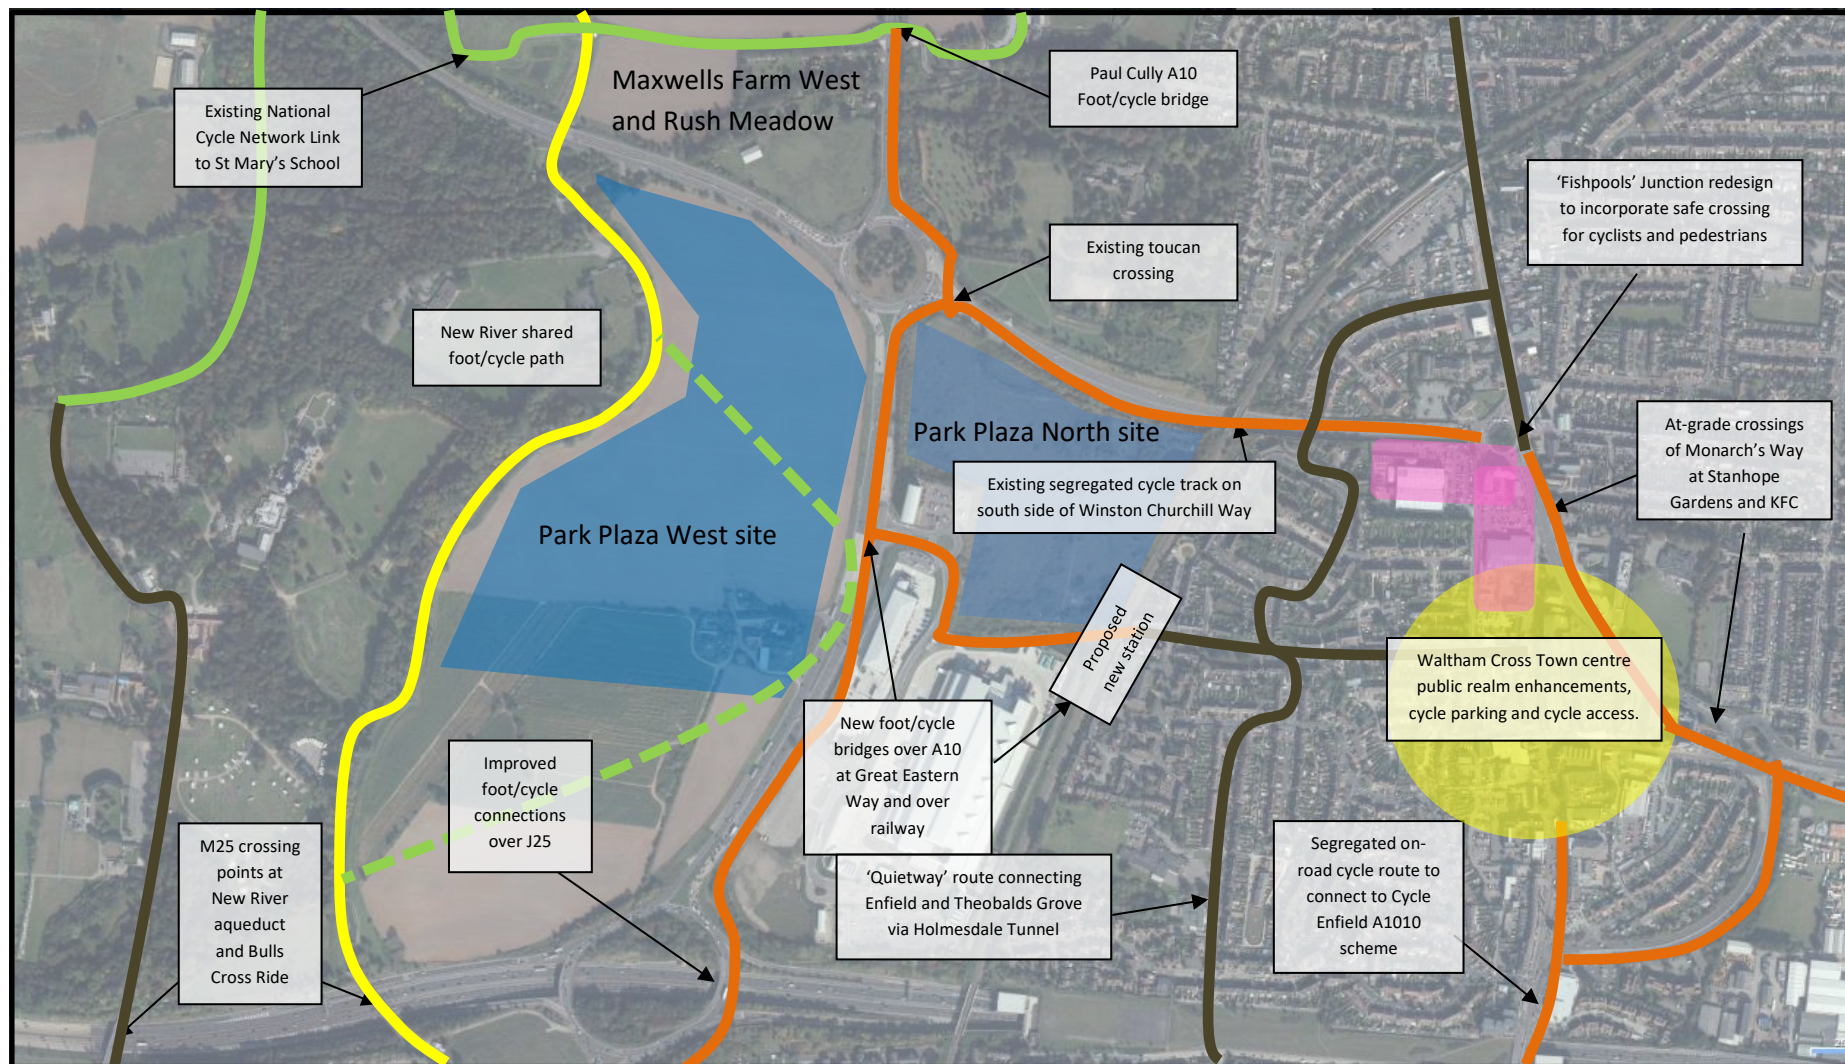 Maxwells Farm West
and Rush Meadow
Paul Cully A10
Foot/cycle bridge
Existing National
Cycle Network Link
to St Mary’s School
‘Fishpools’ Junction redesign
to incorporate safe crossing
for cyclists and pedestrians
Existing toucan
crossing
New River shared
foot/cycle path
At-grade crossings
of Monarch’s Way
at Stanhope
Gardens and KFC
Park Plaza North site
Existing segregated cycle track on
south side of Winston Churchill Way
Park Plaza West site
Proposed
new station
Waltham Cross Town centre
public realm enhancements,
cycle parking and cycle access.
New foot/cycle
bridges over A10
at Great Eastern
Way and over
railway
Improved
foot/cycle
connections
over J25
M25 crossing
points at
New River
aqueduct
and Bulls
Cross Ride
‘Quietway’ route connecting
Enfield and Theobalds Grove
via Holmesdale Tunnel
Segregated on-
road cycle route to
connect to Cycle
Enfield A1010
scheme